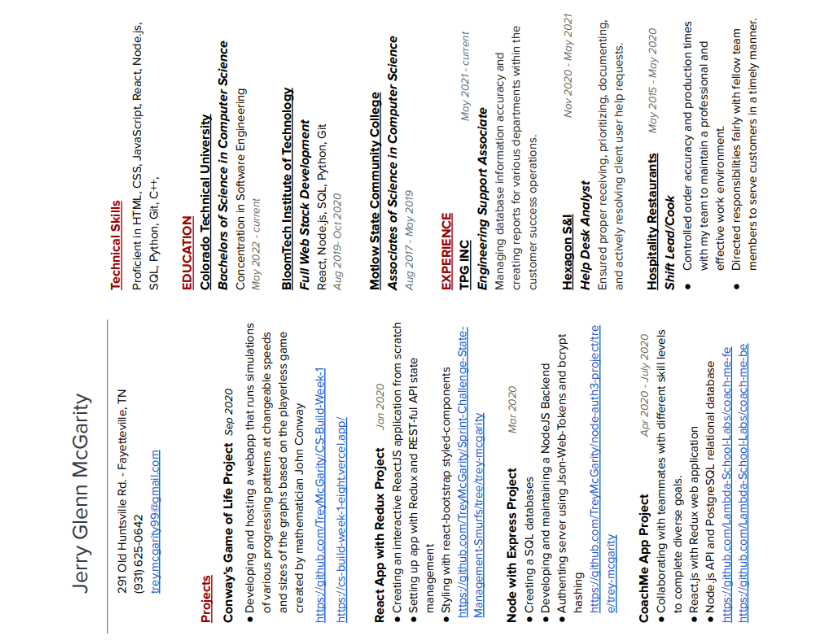 Jerry Glenn McGarity
291 Old Huntsville Rd. - Fayetteville, TN
(931) 625-0642
treymcgarity99@gmail.com
Projects
Conway's Game of Life Project Sep 2020
● Developing and hosting a webapp that runs simulations
of various progressing patterns at changeable speeds
and sizes of the graphs based on the playerless game
created by mathematician John Conway
https://github.com/TreyMcGarity/CS-Build-Week-1
https://cs-build-week-1-eight.vercel.app/
React App with Redux Project Jan 2020
● Creating an interactive ReactJS application from scratch
● Setting up app with Redux and REST-ful API state
management
● Styling with react-bootstrap styled-components
https://github.com/TreyMcGarity/Sprint-Challenge-State-
Management-Smurfs/tree/trey-mcgarity
Node with Express Project Mar 2020
● Creating a SQL databases
● Developing and maintaining a NodeJS Backend
● Authenting server using Json-Web-Tokens and bcrypt
hashing
https://github.com/TreyMcGarity/node-auth3-project/tre
e/trey-mcgarity
CoachMe App Project Apr 2020 - July 2020
● Collaborating with teammates with different skill levels
to complete diverse goals.
● React.js with Redux web application
● Node.js API and PostgreSQL relational database
https://github.com/Lambda-School-Labs/coach-me-fe
https://github.com/Lambda-School-Labs/coach-me-be
Technical Skills
Proficient in HTML, CSS, JavaScript, React, Node.js,
SQL, Python, Git, C++,
EDUCATION
Colorado Technical University
Bachelors of Science in Computer Science
Concentration in Software Engineering
May 2022 - current
BloomTech Institute of Technology
Full Web Stack Development
React, Node.js, SQL, Python, Git
Aug 2019- Oct 2020
Motlow State Community College
Associates of Science in Computer Science
Aug 2017 - May 2019
EXPERIENCE
TPG INC May 2021 - current
Engineering Support Associate
Managing database information accuracy and
creating reports for various departments within the
customer success operations.
Hexagon S&I Nov 2020 - May 2021
Help Desk Analyst
Ensured proper receiving, prioritizing, documenting,
and actively resolving client user help requests.
Hospitality Restaurants May 2015 - May 2020
Shift Lead/Cook
● Controlled order accuracy and production times
with my team to maintain a professional and
effective work environment.
● Directed responsibilities fairly with fellow team
members to serve customers in a timely manner.